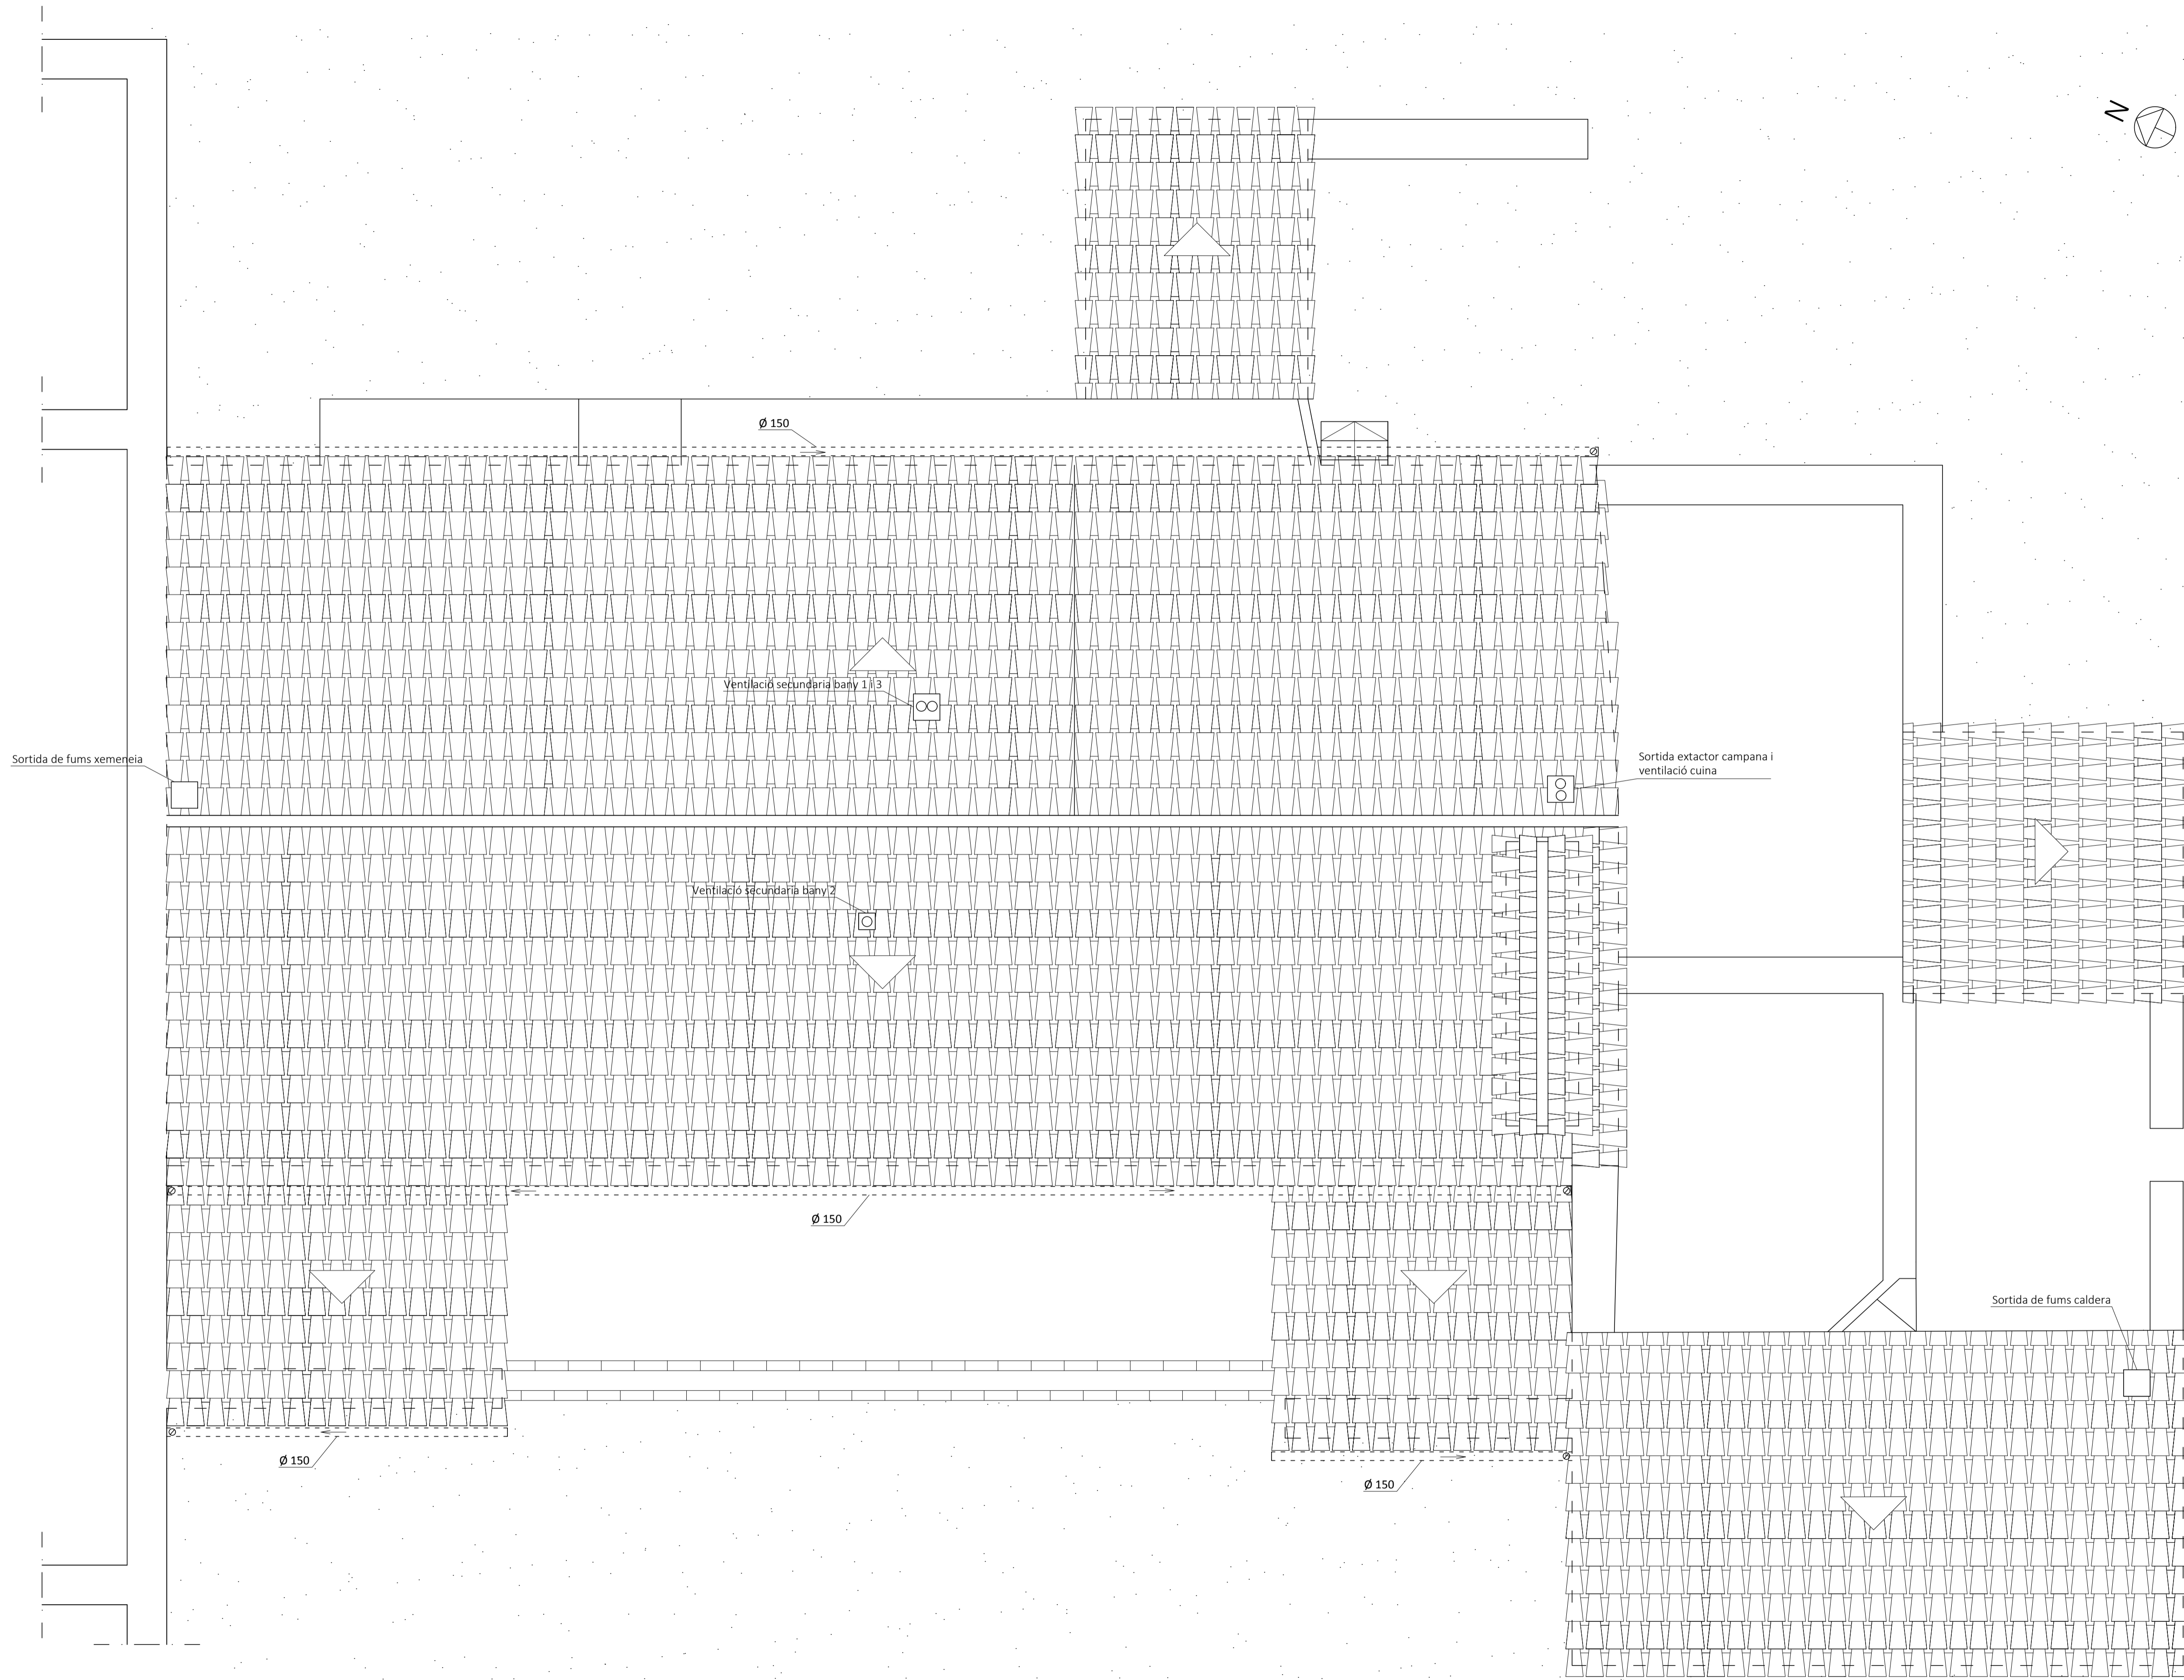 N
Ø 150
Ventilació secundaria bany 1 i 3
Sortida de fums xemeneia
Sortida extactor campana i
ventilació cuina
Ventilació secundaria bany 2
Ø 150
Sortida de fums caldera
Ø 150
Ø 150